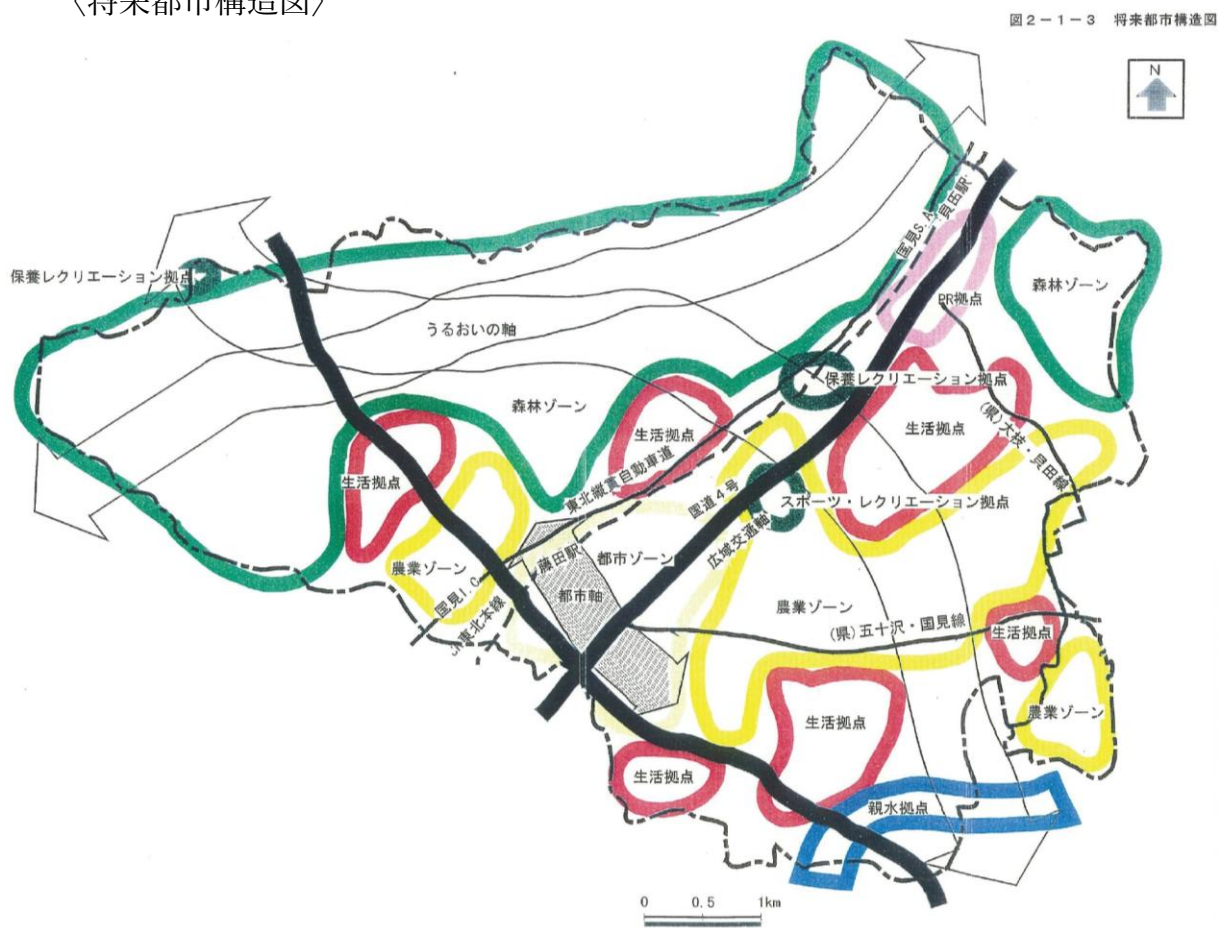 〈将来都市構造図〉
図2-1-3 将来都市構造図
N
国見S.A
貝田駅
保養レクリエーション拠点
森林ゾーン
PR拠点
うるおいの軸
保養レクリエーション拠点
森林ゾーン
(県)大枝・貝田線
生活拠点
生活拠点
東北縦貫自動車道
生活拠点
国道4号
スポーツ・レクリエーション拠点
広域交通軸
藤田駅
都市ゾーン
農業ゾーン
国見I.C
都市軸
農業ゾーン
JR東北本線
(県)五十沢・国見線
生活拠点
農業ゾーン
生活拠点
生活拠点
親水拠点
0 0.5 1km